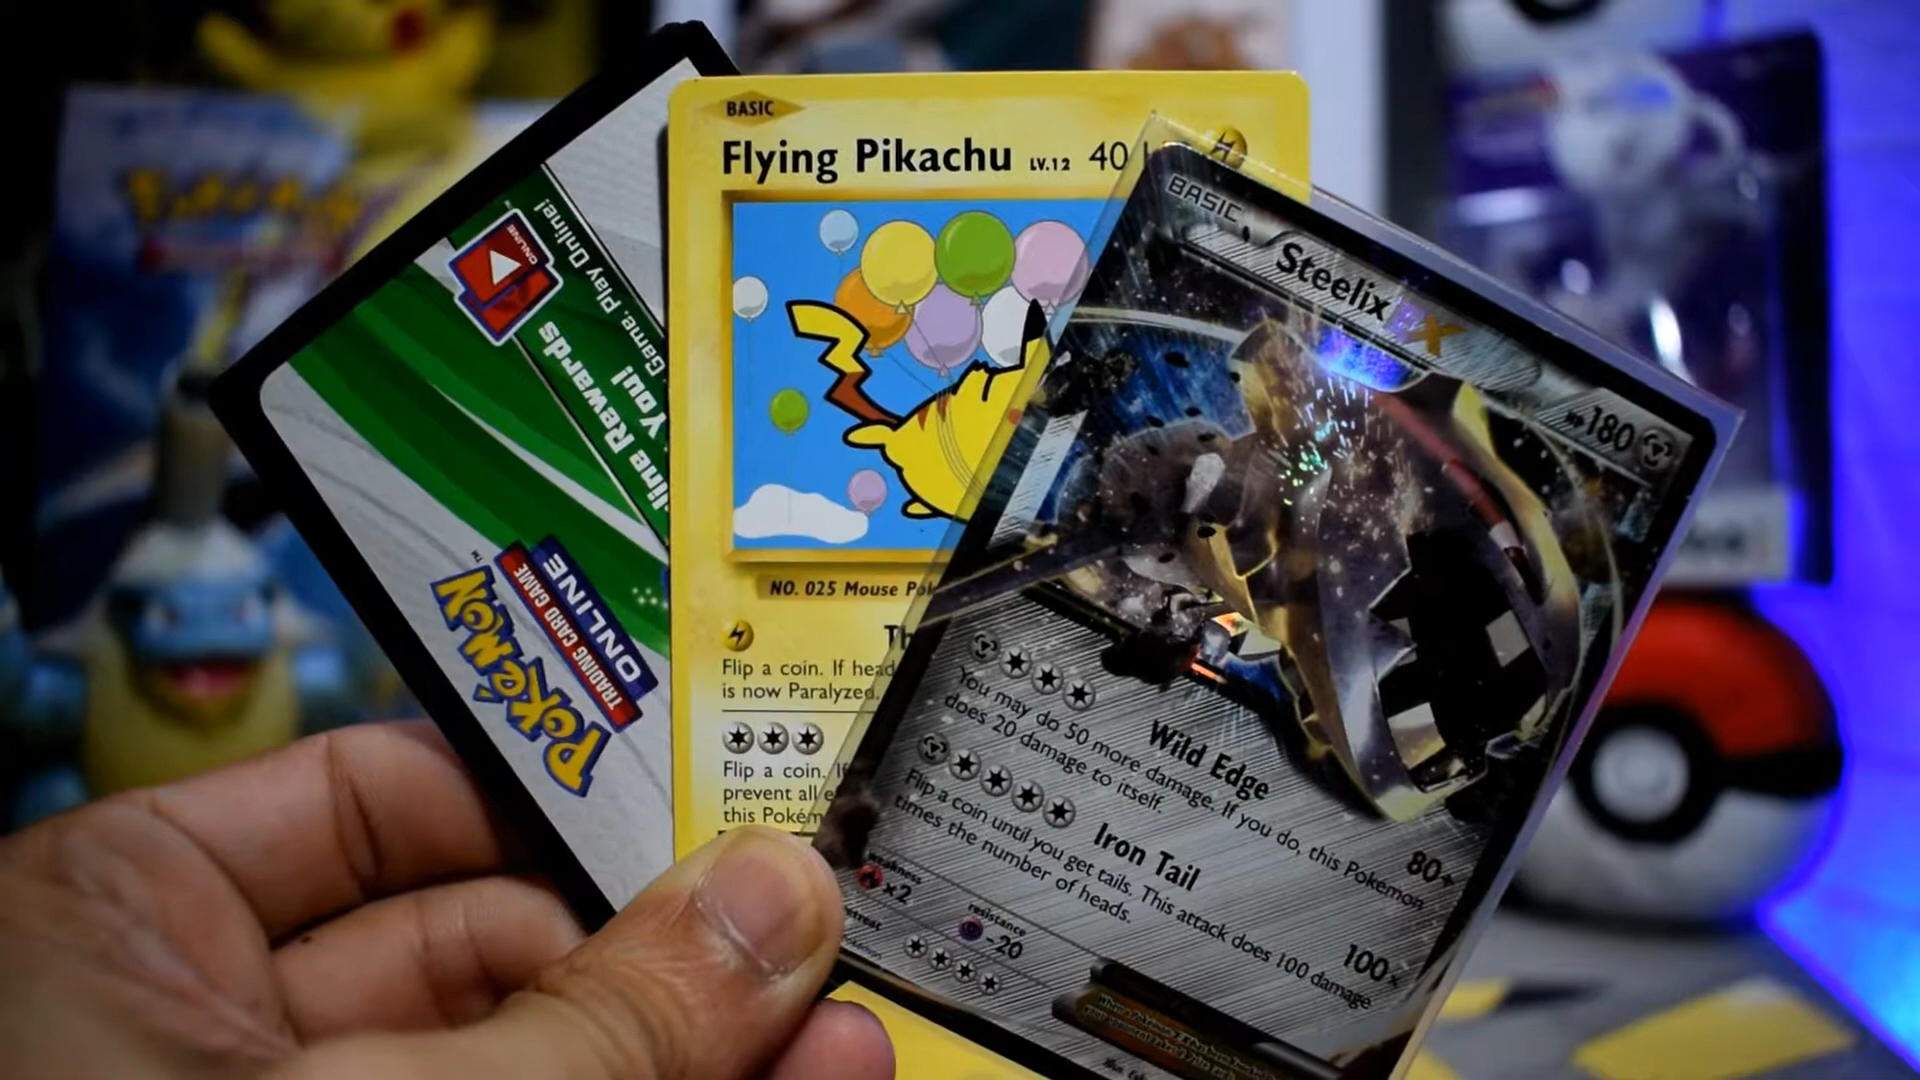 ONLINE
Game. Play Online!
line Rewards
You!
POKéMON™
TRADING CARD GAME
ONLINE
BASIC
Flying Pikachu LV.12 40
NO. 025 Mouse
Flip a coin. If head
is now Paralyzed.
Flip a coin.
prevent all
this Pokém
BASIC
Steelix EX
HP180
Wild Edge 80+
You may do 50 more damage. If you do, this Pokémon
does 20 damage to itself.
Iron Tail 100×
Flip a coin until you get tails. This attack does 100 damage
times the number of heads.
weakness
×2
resistance
-20
retreat